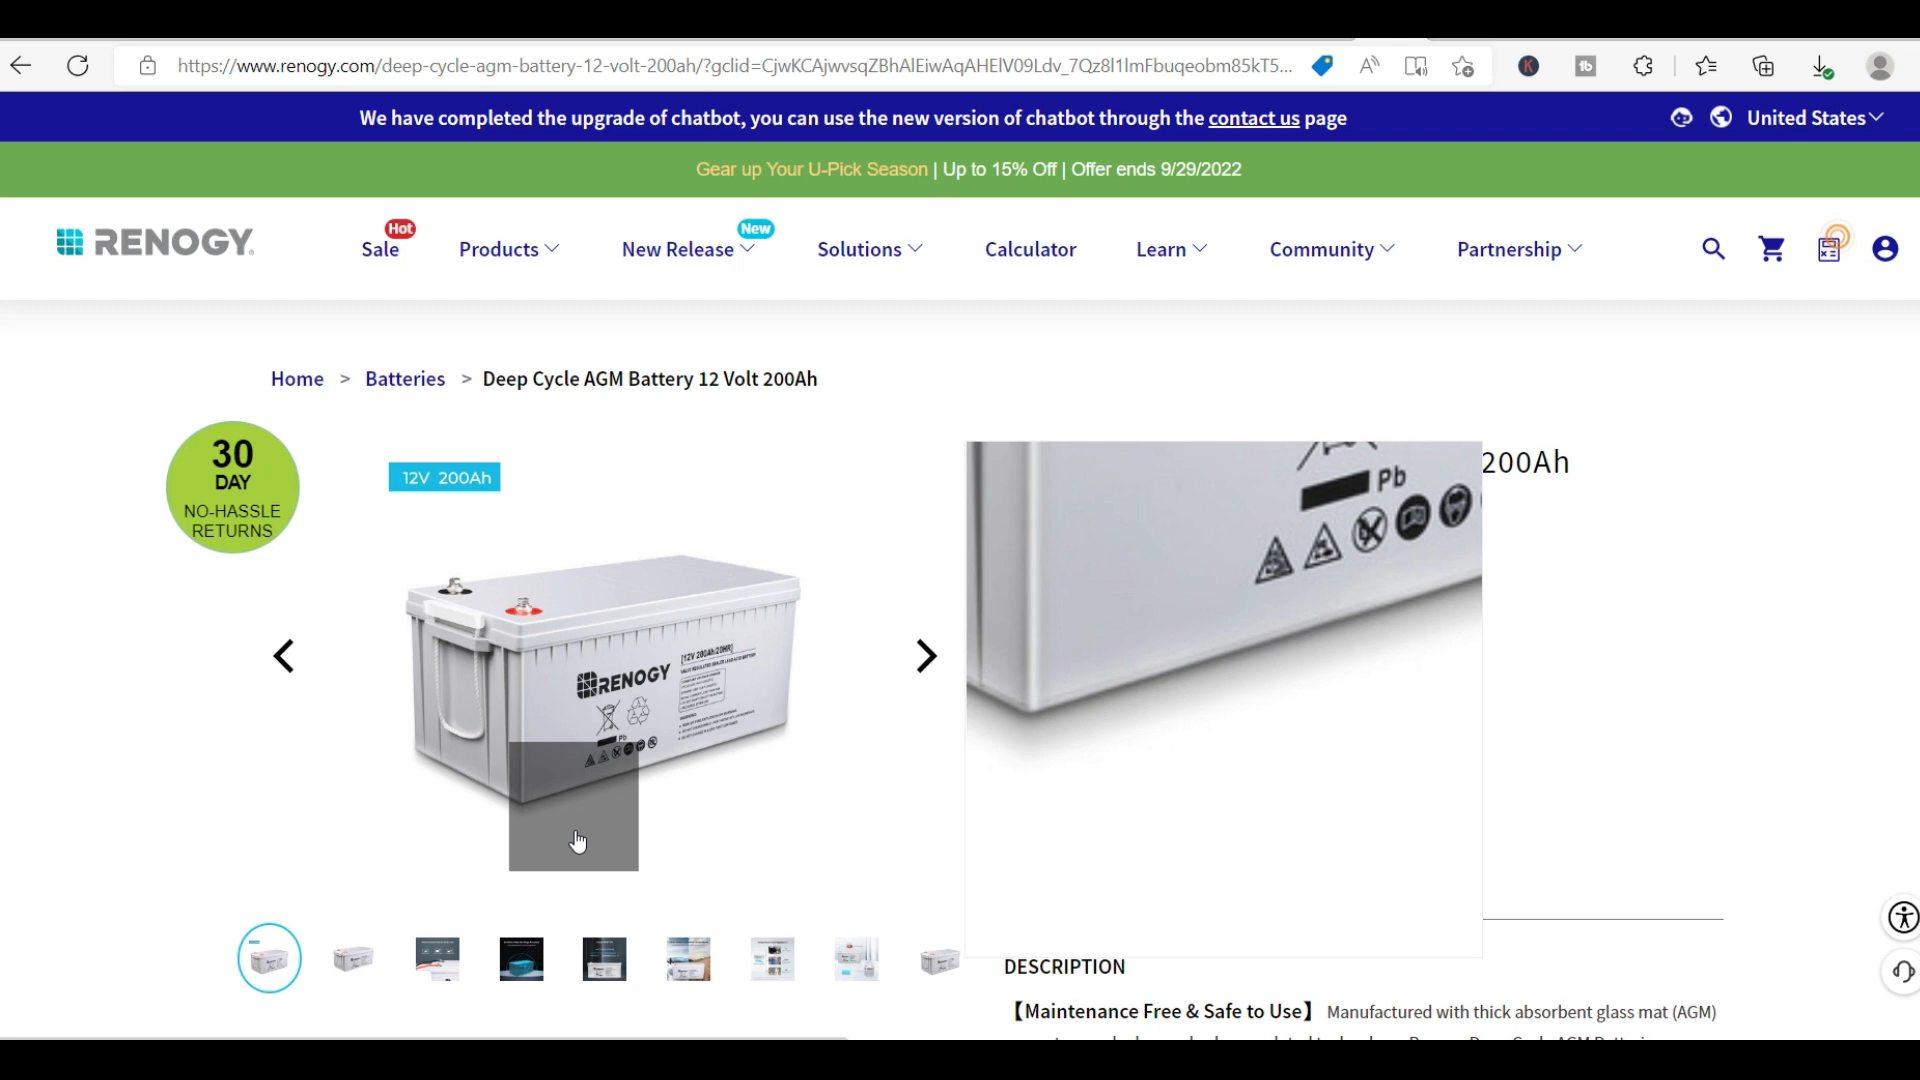 https://www.renogy.com/deep-cycle-agm-battery-12-volt-200ah/?gclid=CjwKCAjwvsqZBhAlEiwAqAHElV09Ldv_7Qz8l1lmFbuqeobm85kT5...
We have completed the upgrade of chatbot, you can use the new version of chatbot through the contact us page
United States
Gear up Your U-Pick Season | Up to 15% Off | Offer ends 9/29/2022
RENOGY
Hot
Sale
Products
New
New Release
Solutions
Calculator
Learn
Community
Partnership
Home > Batteries > Deep Cycle AGM Battery 12 Volt 200Ah
30
DAY
NO-HASSLE
RETURNS
12V 200Ah
200Ah
Pb
RENOGY
[12V 200Ah/20HR]
Pb
DESCRIPTION
【Maintenance Free & Safe to Use】 Manufactured with thick absorbent glass mat (AGM)